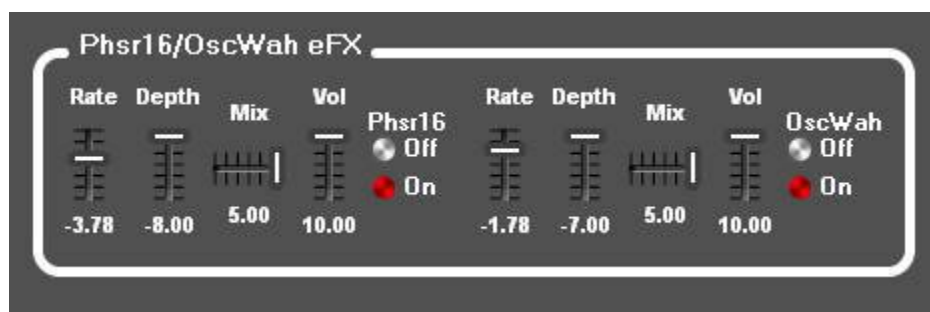 Phsr16/OscWah eFX
Rate Depth Mix Vol Phsr16 Rate Depth Mix Vol OscWah
Off Off
On On
-3.78 -8.00 5.00 10.00 -1.78 -7.00 5.00 10.00